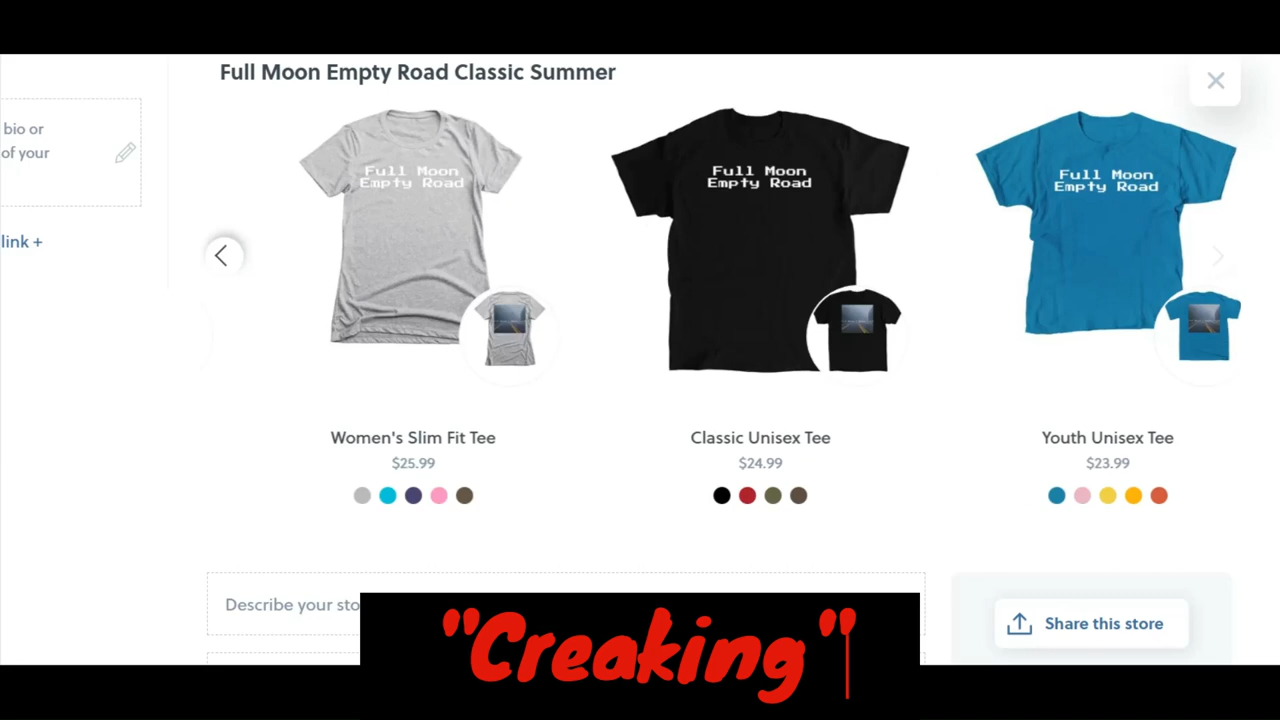 Full Moon Empty Road Classic Summer
bio or
of your
link +
Full Moon
Empty Road
Full Moon
Empty Road
Full Moon
Empty Road
Women's Slim Fit Tee
$25.99
Classic Unisex Tee
$24.99
Youth Unisex Tee
$23.99
Describe your sto
Share this store
"Creaking"